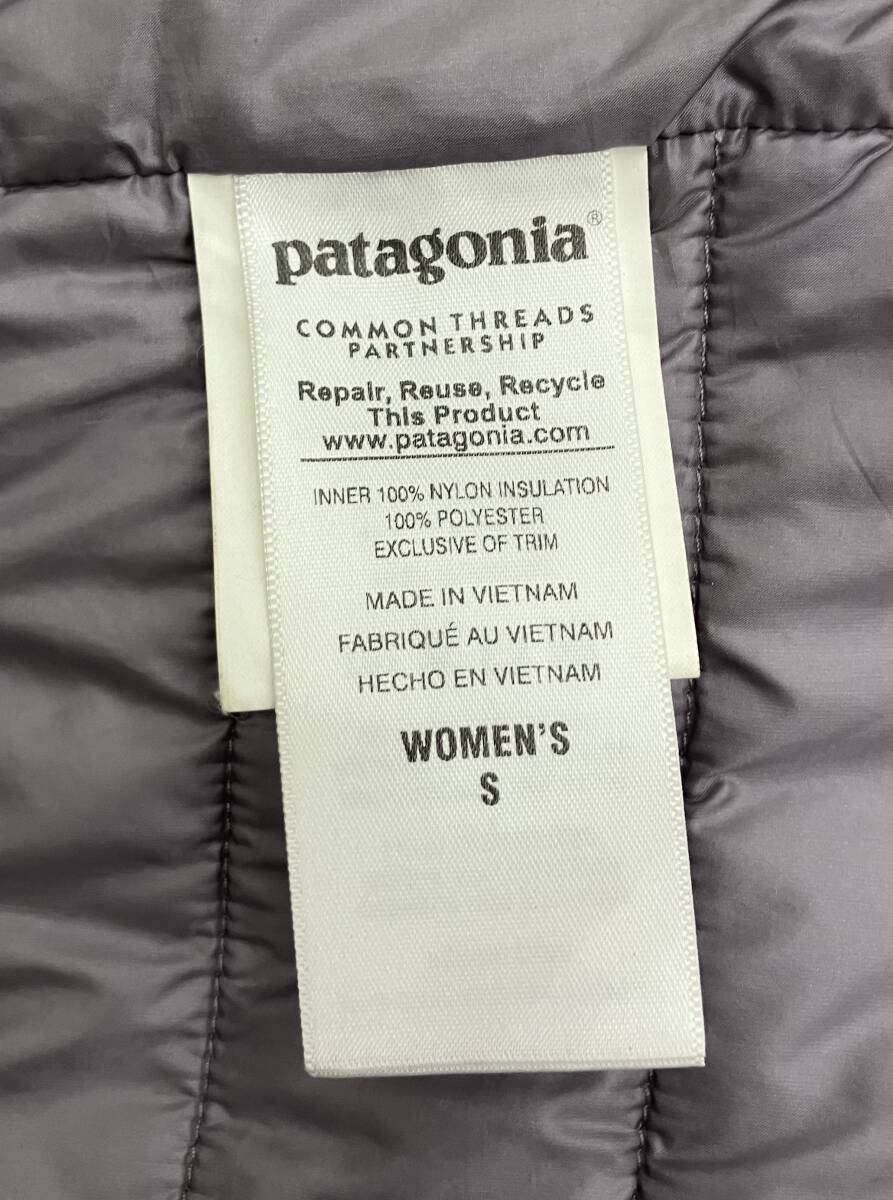 patagonia®
COMMON THREADS
PARTNERSHIP
Repair, Reuse, Recycle
This Product
www.patagonia.com
INNER 100% NYLON INSULATION
100% POLYESTER
EXCLUSIVE OF TRIM
MADE IN VIETNAM
FABRIQUÉ AU VIETNAM
HECHO EN VIETNAM
WOMEN'S
S